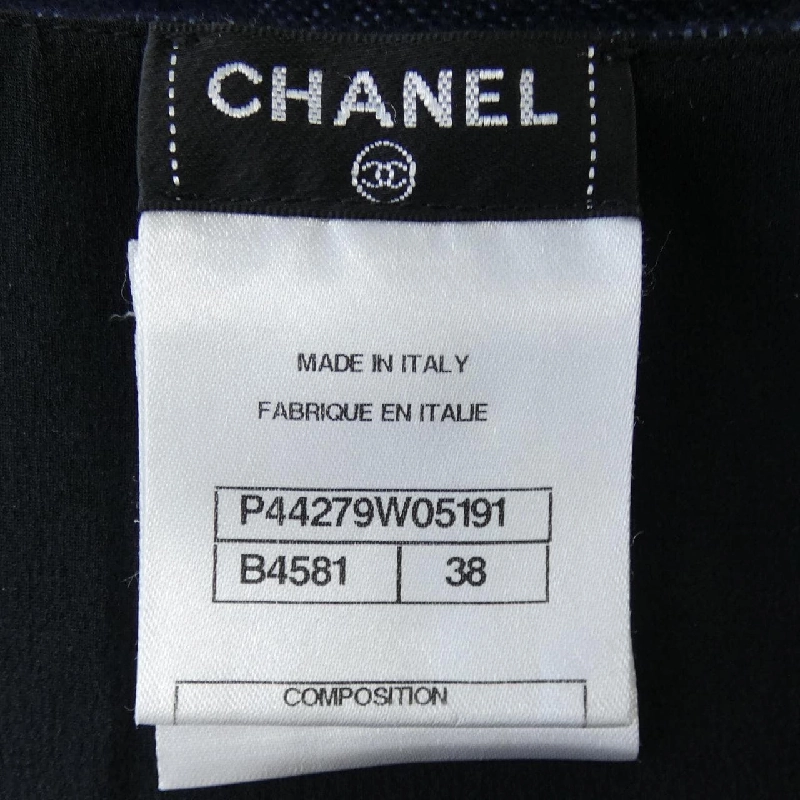 CHANEL
MADE IN ITALY
FABRIQUE EN ITALIE
P44279W05191
B4581 38
COMPOSITION